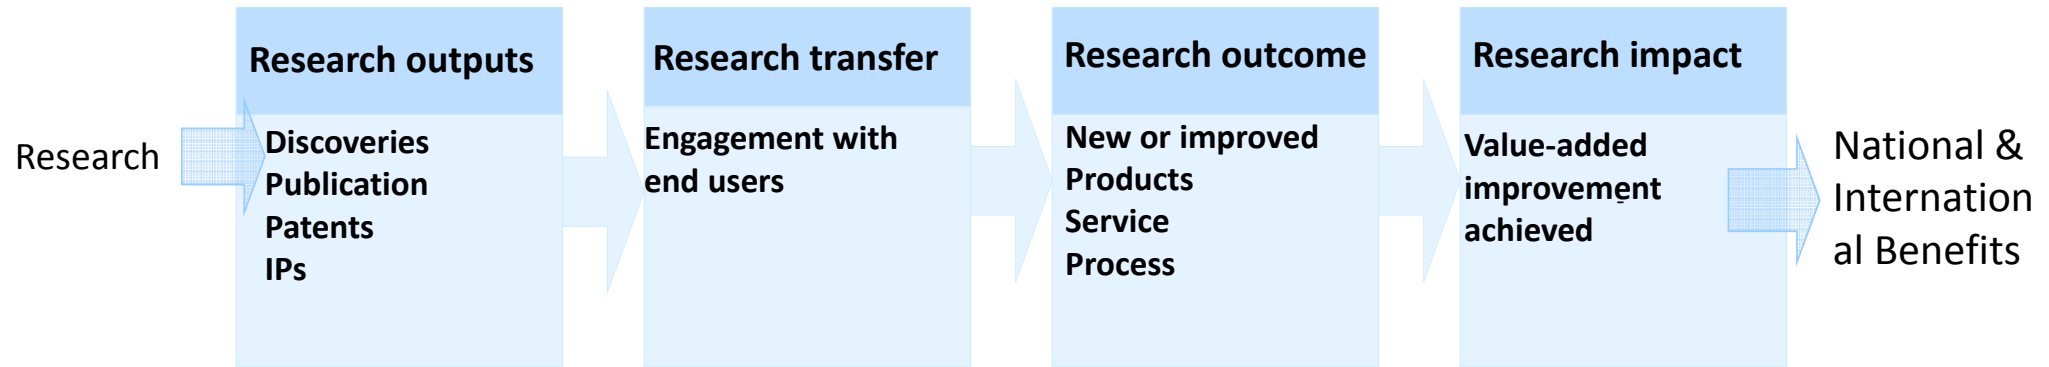 Research
Research outputs
Discoveries
Publication
Patents
IPs
Research transfer
Engagement with
end users
Research outcome
New or improved
Products
Service
Process
Research impact
Value-added
improvement
achieved
National &
Internation
al Benefits